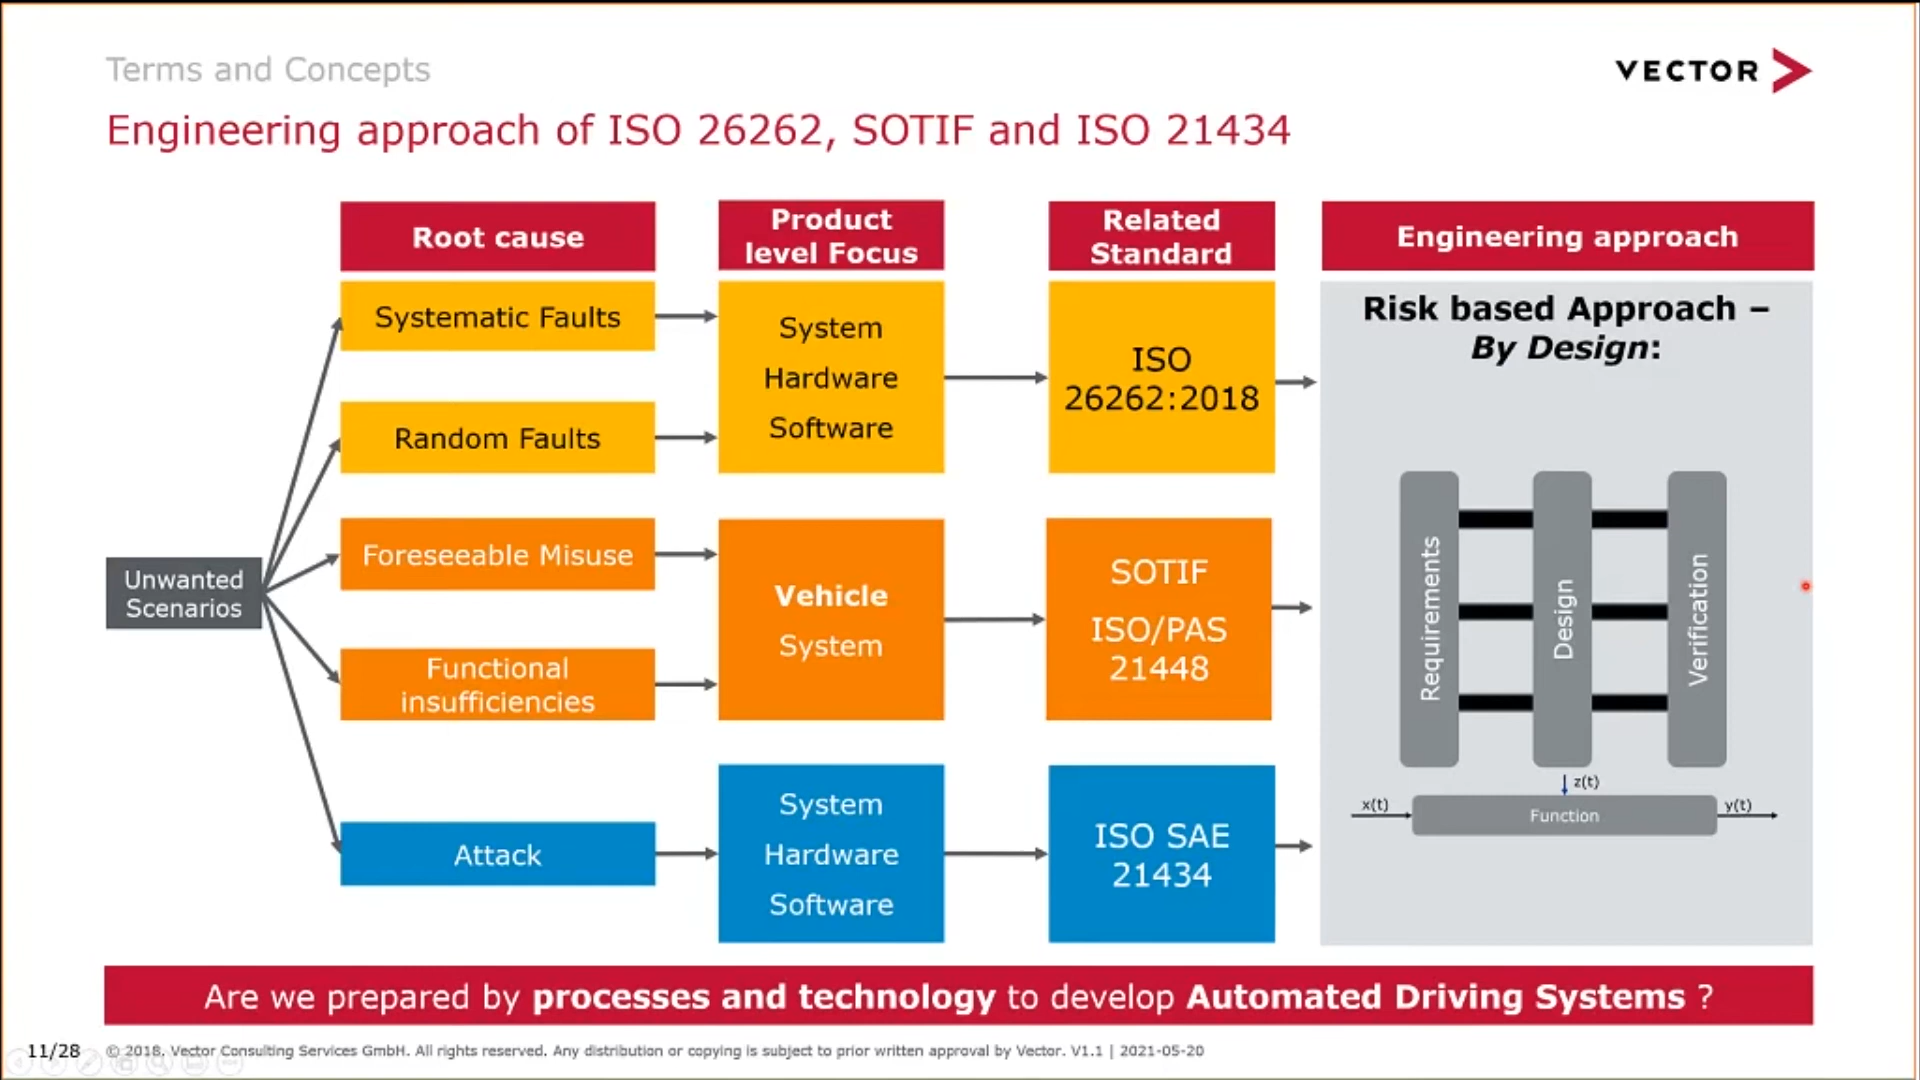 Terms and Concepts
VECTOR
Engineering approach of ISO 26262, SOTIF and ISO 21434
Root cause
Product
level Focus
Related
Standard
Engineering approach
Systematic Faults
Random Faults
System
Hardware
Software
ISO
26262:2018
Risk based Approach –
By Design:
Unwanted
Scenarios
Foreseeable Misuse
Functional
insufficiencies
Vehicle
System
SOTIF
ISO/PAS
21448
Requirements
Design
Verification
z(t)
x(t)
Function
y(t)
Attack
System
Hardware
Software
ISO SAE
21434
Are we prepared by processes and technology to develop Automated Driving Systems ?
11/28
© 2018. Vector Consulting Services GmbH. All rights reserved. Any distribution or copying is subject to prior written approval by Vector. V1.1 | 2021-05-20